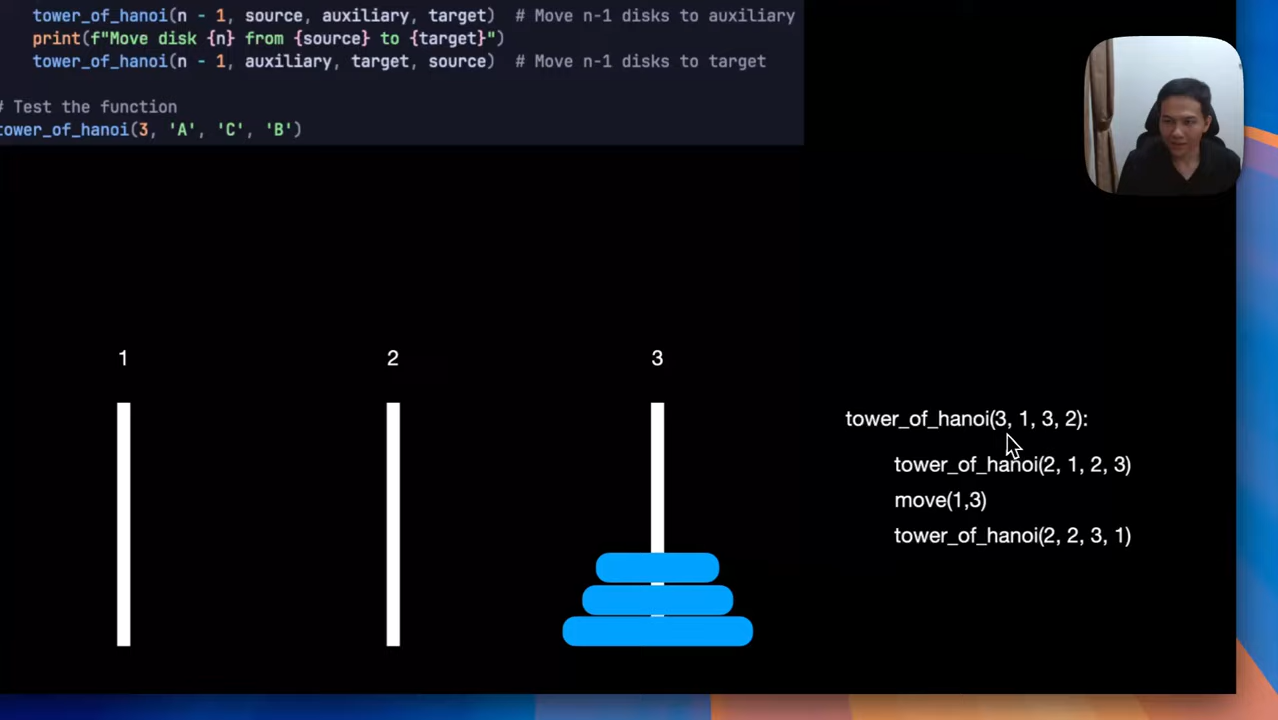 tower_of_hanoi(n - 1, source, auxiliary, target)  # Move n-1 disks to auxiliary
print(f"Move disk {n} from {source} to {target}")
tower_of_hanoi(n - 1, auxiliary, target, source)  # Move n-1 disks to target
# Test the function
tower_of_hanoi(3, 'A', 'C', 'B')
1 2 3
tower_of_hanoi(3, 1, 3, 2):
tower_of_hanoi(2, 1, 2, 3)
move(1,3)
tower_of_hanoi(2, 2, 3, 1)